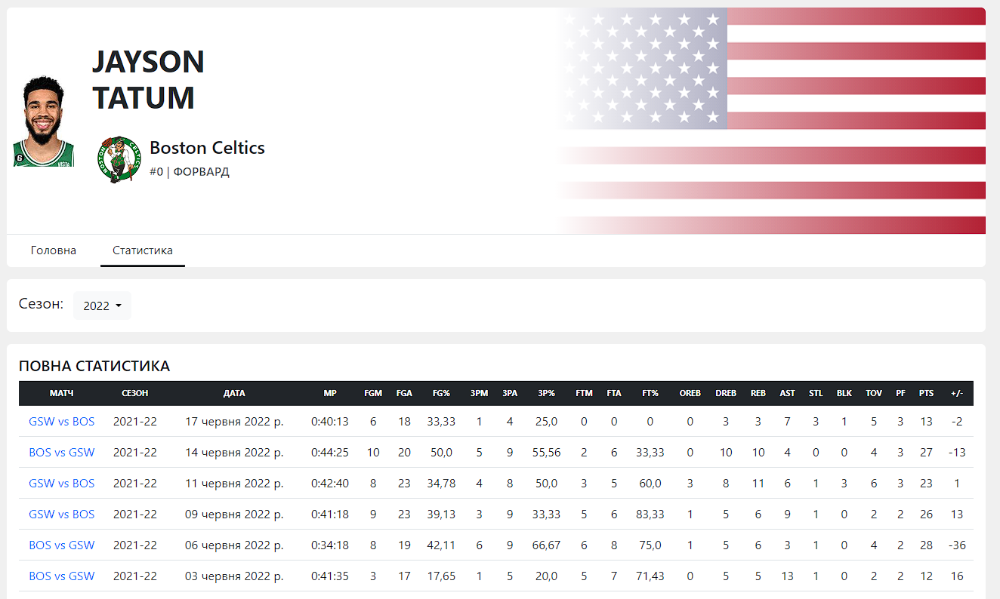 JAYSON
TATUM
Boston Celtics
#0 | ФОРВАРД
BOSTON CELTICS
6
VISTA
Головна Статистика
Сезон: 2022
ПОВНА СТАТИСТИКА
МАТЧ СЕЗОН ДАТА MP FGM FGA FG% 3PM 3PA 3P% FTM FTA FT% OREB DREB REB AST STL BLK TOV PF PTS +/-
GSW vs BOS 2021-22 17 червня 2022 р. 0:40:13 6 18 33,33 1 4 25,0 0 0 0 0 3 3 7 3 1 5 3 13 -2
BOS vs GSW 2021-22 14 червня 2022 р. 0:44:25 10 20 50,0 5 9 55,56 2 6 33,33 0 10 10 4 0 0 4 3 27 -13
GSW vs BOS 2021-22 11 червня 2022 р. 0:42:40 8 23 34,78 4 8 50,0 3 5 60,0 3 8 11 6 1 3 6 3 23 1
GSW vs BOS 2021-22 09 червня 2022 р. 0:41:18 9 23 39,13 3 9 33,33 5 6 83,33 1 5 6 9 1 0 2 2 26 13
BOS vs GSW 2021-22 06 червня 2022 р. 0:34:18 8 19 42,11 6 9 66,67 6 8 75,0 1 5 6 3 1 0 4 2 28 -36
BOS vs GSW 2021-22 03 червня 2022 р. 0:41:35 3 17 17,65 1 5 20,0 5 7 71,43 0 5 5 13 1 0 2 2 12 16